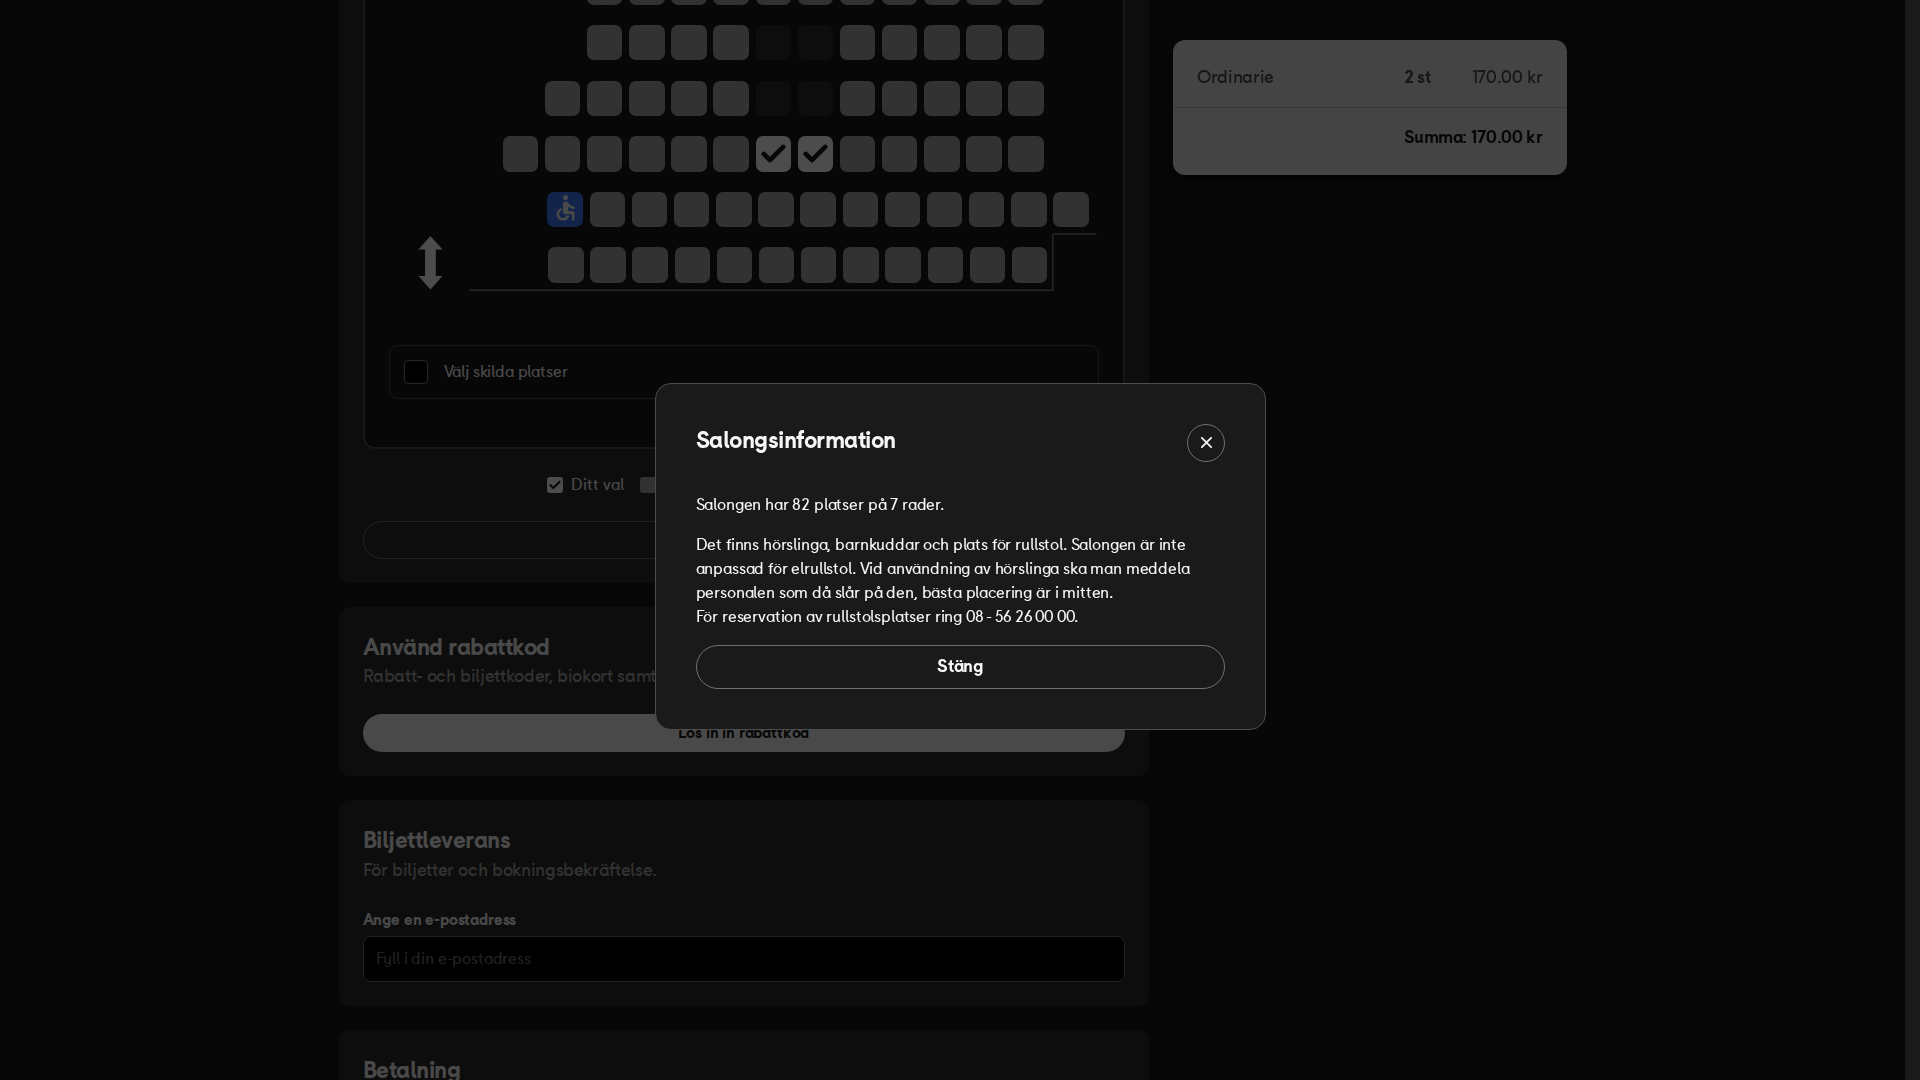 Ordinarie 2 st 170.00 kr
Summa: 170.00 kr
Välj skilda platser
Ditt val
Salongsinformation
Salongen har 82 platser på 7 rader.
Det finns hörslinga, barnkuddar och plats för rullstol. Salongen är inte
anpassad för elrullstol. Vid användning av hörslinga ska man meddela
personalen som då slår på den, bästa placering är i mitten.
För reservation av rullstolsplatser ring 08 - 56 26 00 00.
Stäng
Använd rabattkod
Rabatt- och biljettkoder, biokort samt
Lös in in rabattkod
Biljettleverans
För biljetter och bokningsbekräftelse.
Ange en e-postadress
Fyll i din e-postadress
Betalning